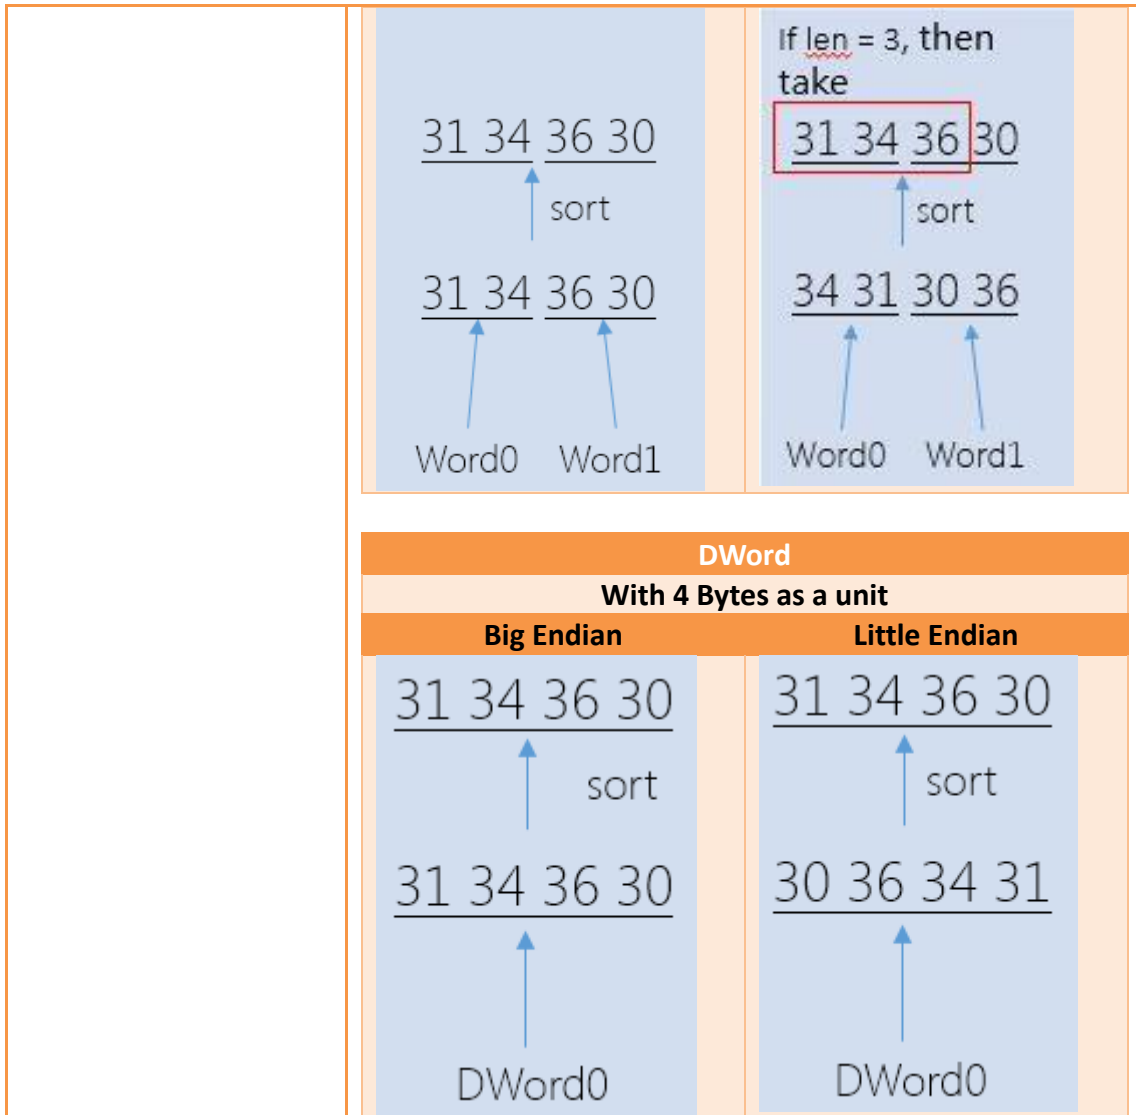 31 34 36 30
sort
31 34 36 30
Word0 Word1
If len = 3, then
take
31 34 36 30
sort
34 31 30 36
Word0 Word1
DWord
With 4 Bytes as a unit
Big Endian
Little Endian
31 34 36 30
sort
31 34 36 30
DWord0
31 34 36 30
sort
30 36 34 31
DWord0